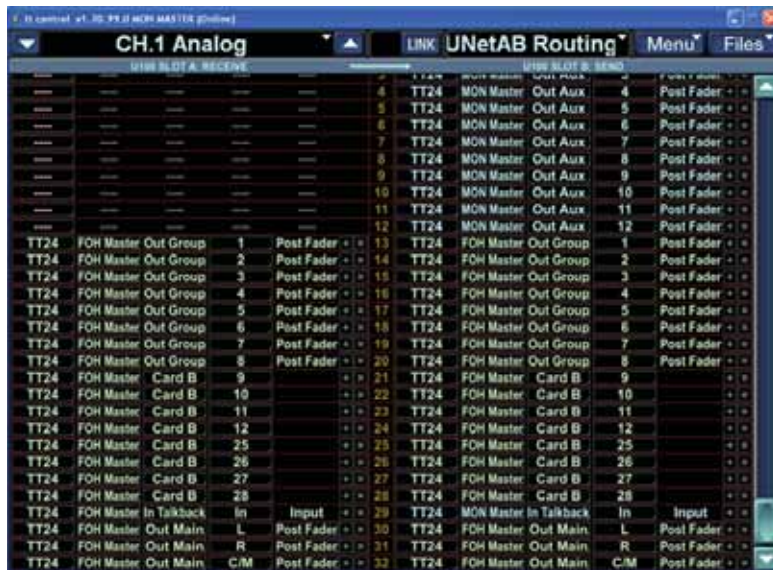 tt control v1.70.99.0 MON MASTER [Online]
CH.1 Analog LINK UNetAB Routing Menu Files
U100 SLOT A: RECEIVE U100 SLOT B: SEND
3 TT24 MON Master Out Aux 3 Post Fader
---- ---- ---- ---- ---- 4 TT24 MON Master Out Aux 4 Post Fader
---- ---- ---- ---- ---- 5 TT24 MON Master Out Aux 5 Post Fader
---- ---- ---- ---- ---- 6 TT24 MON Master Out Aux 6 Post Fader
---- ---- ---- ---- ---- 7 TT24 MON Master Out Aux 7 Post Fader
---- ---- ---- ---- ---- 8 TT24 MON Master Out Aux 8 Post Fader
---- ---- ---- ---- ---- 9 TT24 MON Master Out Aux 9 Post Fader
---- ---- ---- ---- ---- 10 TT24 MON Master Out Aux 10 Post Fader
---- ---- ---- ---- ---- 11 TT24 MON Master Out Aux 11 Post Fader
---- ---- ---- ---- ---- 12 TT24 MON Master Out Aux 12 Post Fader
TT24 FOH Master Out Group 1 Post Fader 13 TT24 FOH Master Out Group 1 Post Fader
TT24 FOH Master Out Group 2 Post Fader 14 TT24 FOH Master Out Group 2 Post Fader
TT24 FOH Master Out Group 3 Post Fader 15 TT24 FOH Master Out Group 3 Post Fader
TT24 FOH Master Out Group 4 Post Fader 16 TT24 FOH Master Out Group 4 Post Fader
TT24 FOH Master Out Group 5 Post Fader 17 TT24 FOH Master Out Group 5 Post Fader
TT24 FOH Master Out Group 6 Post Fader 18 TT24 FOH Master Out Group 6 Post Fader
TT24 FOH Master Out Group 7 Post Fader 19 TT24 FOH Master Out Group 7 Post Fader
TT24 FOH Master Out Group 8 Post Fader 20 TT24 FOH Master Out Group 8 Post Fader
TT24 FOH Master Card B 9 21 TT24 FOH Master Card B 9
TT24 FOH Master Card B 10 22 TT24 FOH Master Card B 10
TT24 FOH Master Card B 11 23 TT24 FOH Master Card B 11
TT24 FOH Master Card B 12 24 TT24 FOH Master Card B 12
TT24 FOH Master Card B 25 25 TT24 FOH Master Card B 25
TT24 FOH Master Card B 26 26 TT24 FOH Master Card B 26
TT24 FOH Master Card B 27 27 TT24 FOH Master Card B 27
TT24 FOH Master Card B 28 28 TT24 FOH Master Card B 28
TT24 FOH Master In Talkback In Input 29 TT24 MON Master In Talkback In Input
TT24 FOH Master Out Main L Post Fader 30 TT24 FOH Master Out Main L Post Fader
TT24 FOH Master Out Main R Post Fader 31 TT24 FOH Master Out Main R Post Fader
TT24 FOH Master Out Main C/M Post Fader 32 TT24 FOH Master Out Main C/M Post Fader